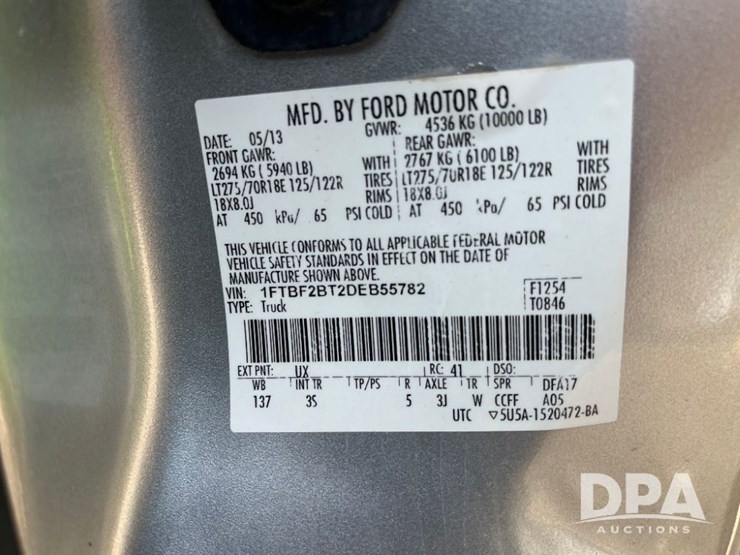 MFD. BY FORD MOTOR CO.
DATE: 05/13 GVWR: 4536 KG (10000 LB)
FRONT GAWR: REAR GAWR:
2694 KG ( 5940 LB) WITH 2767 KG ( 6100 LB) WITH
LT275/70R18E 125/122R TIRES LT275/70R18E 125/122R TIRES
18X8.0J RIMS 18X8.0J RIMS
AT 450 kPa/ 65 PSI COLD AT 450 kPa/ 65 PSI COLD
THIS VEHICLE CONFORMS TO ALL APPLICABLE FEDERAL MOTOR
VEHICLE SAFETY STANDARDS IN EFFECT ON THE DATE OF
MANUFACTURE SHOWN ABOVE.
VIN: 1FTBF2BT2DEB55782 F1254
TYPE: Truck T0846
EXT PNT: UX RC: 41 DSO:
WB INT TR TP/PS R AXLE TR SPR DFA17
137 3S 5 3J W CCFF A05
UTC ▽5U5A-1520472-BA
DPA
AUCTIONS